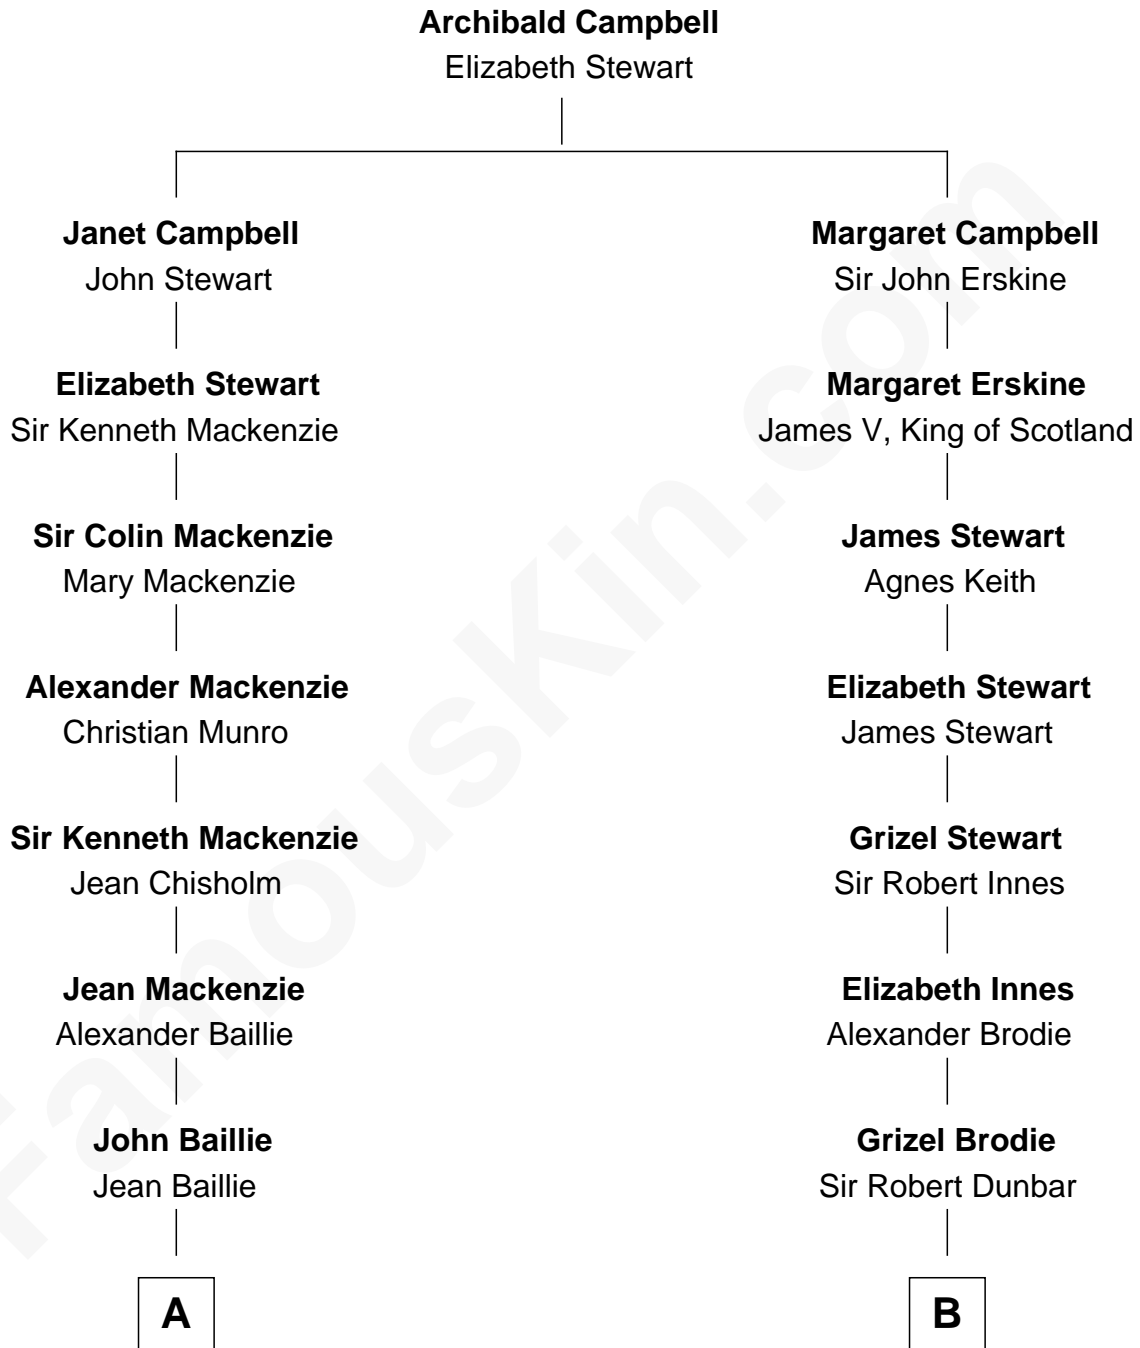 Archibald Campbell
Elizabeth Stewart
Janet Campbell
John Stewart
Elizabeth Stewart
Sir Kenneth Mackenzie
Sir Colin Mackenzie
Mary Mackenzie
Alexander Mackenzie
Christian Munro
Sir Kenneth Mackenzie
Jean Chisholm
Jean Mackenzie
Alexander Baillie
John Baillie
Jean Baillie
A
Margaret Campbell
Sir John Erskine
Margaret Erskine
James V, King of Scotland
James Stewart
Agnes Keith
Elizabeth Stewart
James Stewart
Grizel Stewart
Sir Robert Innes
Elizabeth Innes
Alexander Brodie
Grizel Brodie
Sir Robert Dunbar
B
FamousKin.com